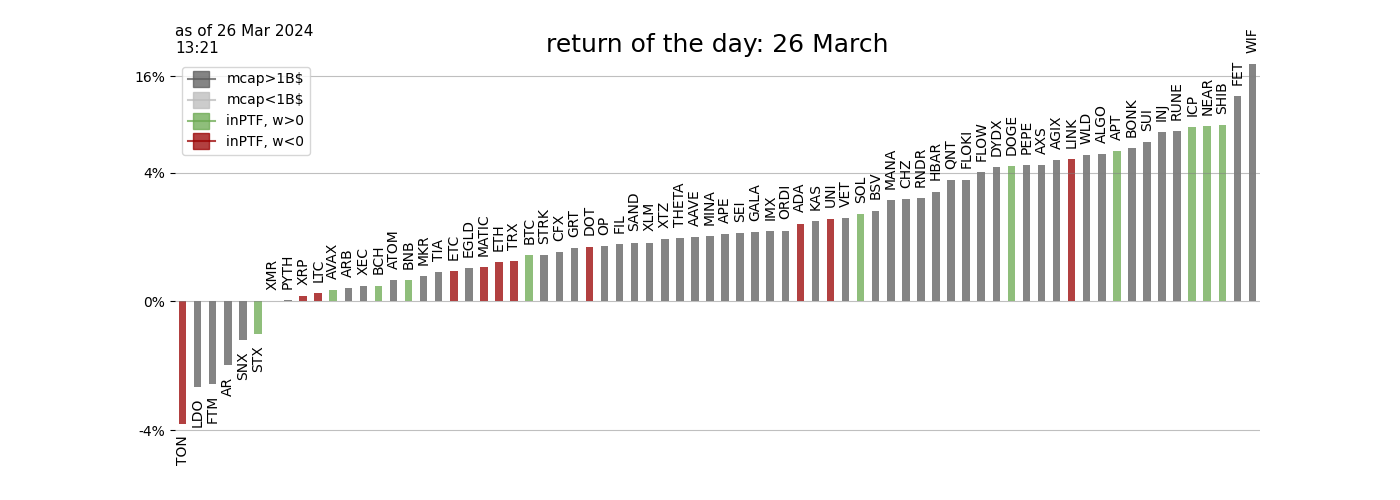 as of 26 Mar 2024
13:21
return of the day: 26 March
mcap>1B$
mcap<1B$
inPTF, w>0
inPTF, w<0
16%
4%
0%
-4%
TON
LDO
FTM
AR
SNX
STX
XMR
PYTH
XRP
LTC
AVAX
ARB
XEC
BCH
ATOM
BNB
MKR
TIA
ETC
EGLD
MATIC
ETH
TRX
BTC
STRK
CFX
GRT
DOT
OP
FIL
SAND
XLM
XTZ
THETA
AAVE
MINA
APE
SEI
GALA
IMX
ORDI
ADA
KAS
UNI
VET
SOL
BSV
MANA
CHZ
RNDR
HBAR
QNT
FLOKI
FLOW
DYDX
DOGE
PEPE
AXS
AGIX
LINK
WLD
ALGO
APT
BONK
SUI
INJ
RUNE
ICP
NEAR
SHIB
FET
WIF